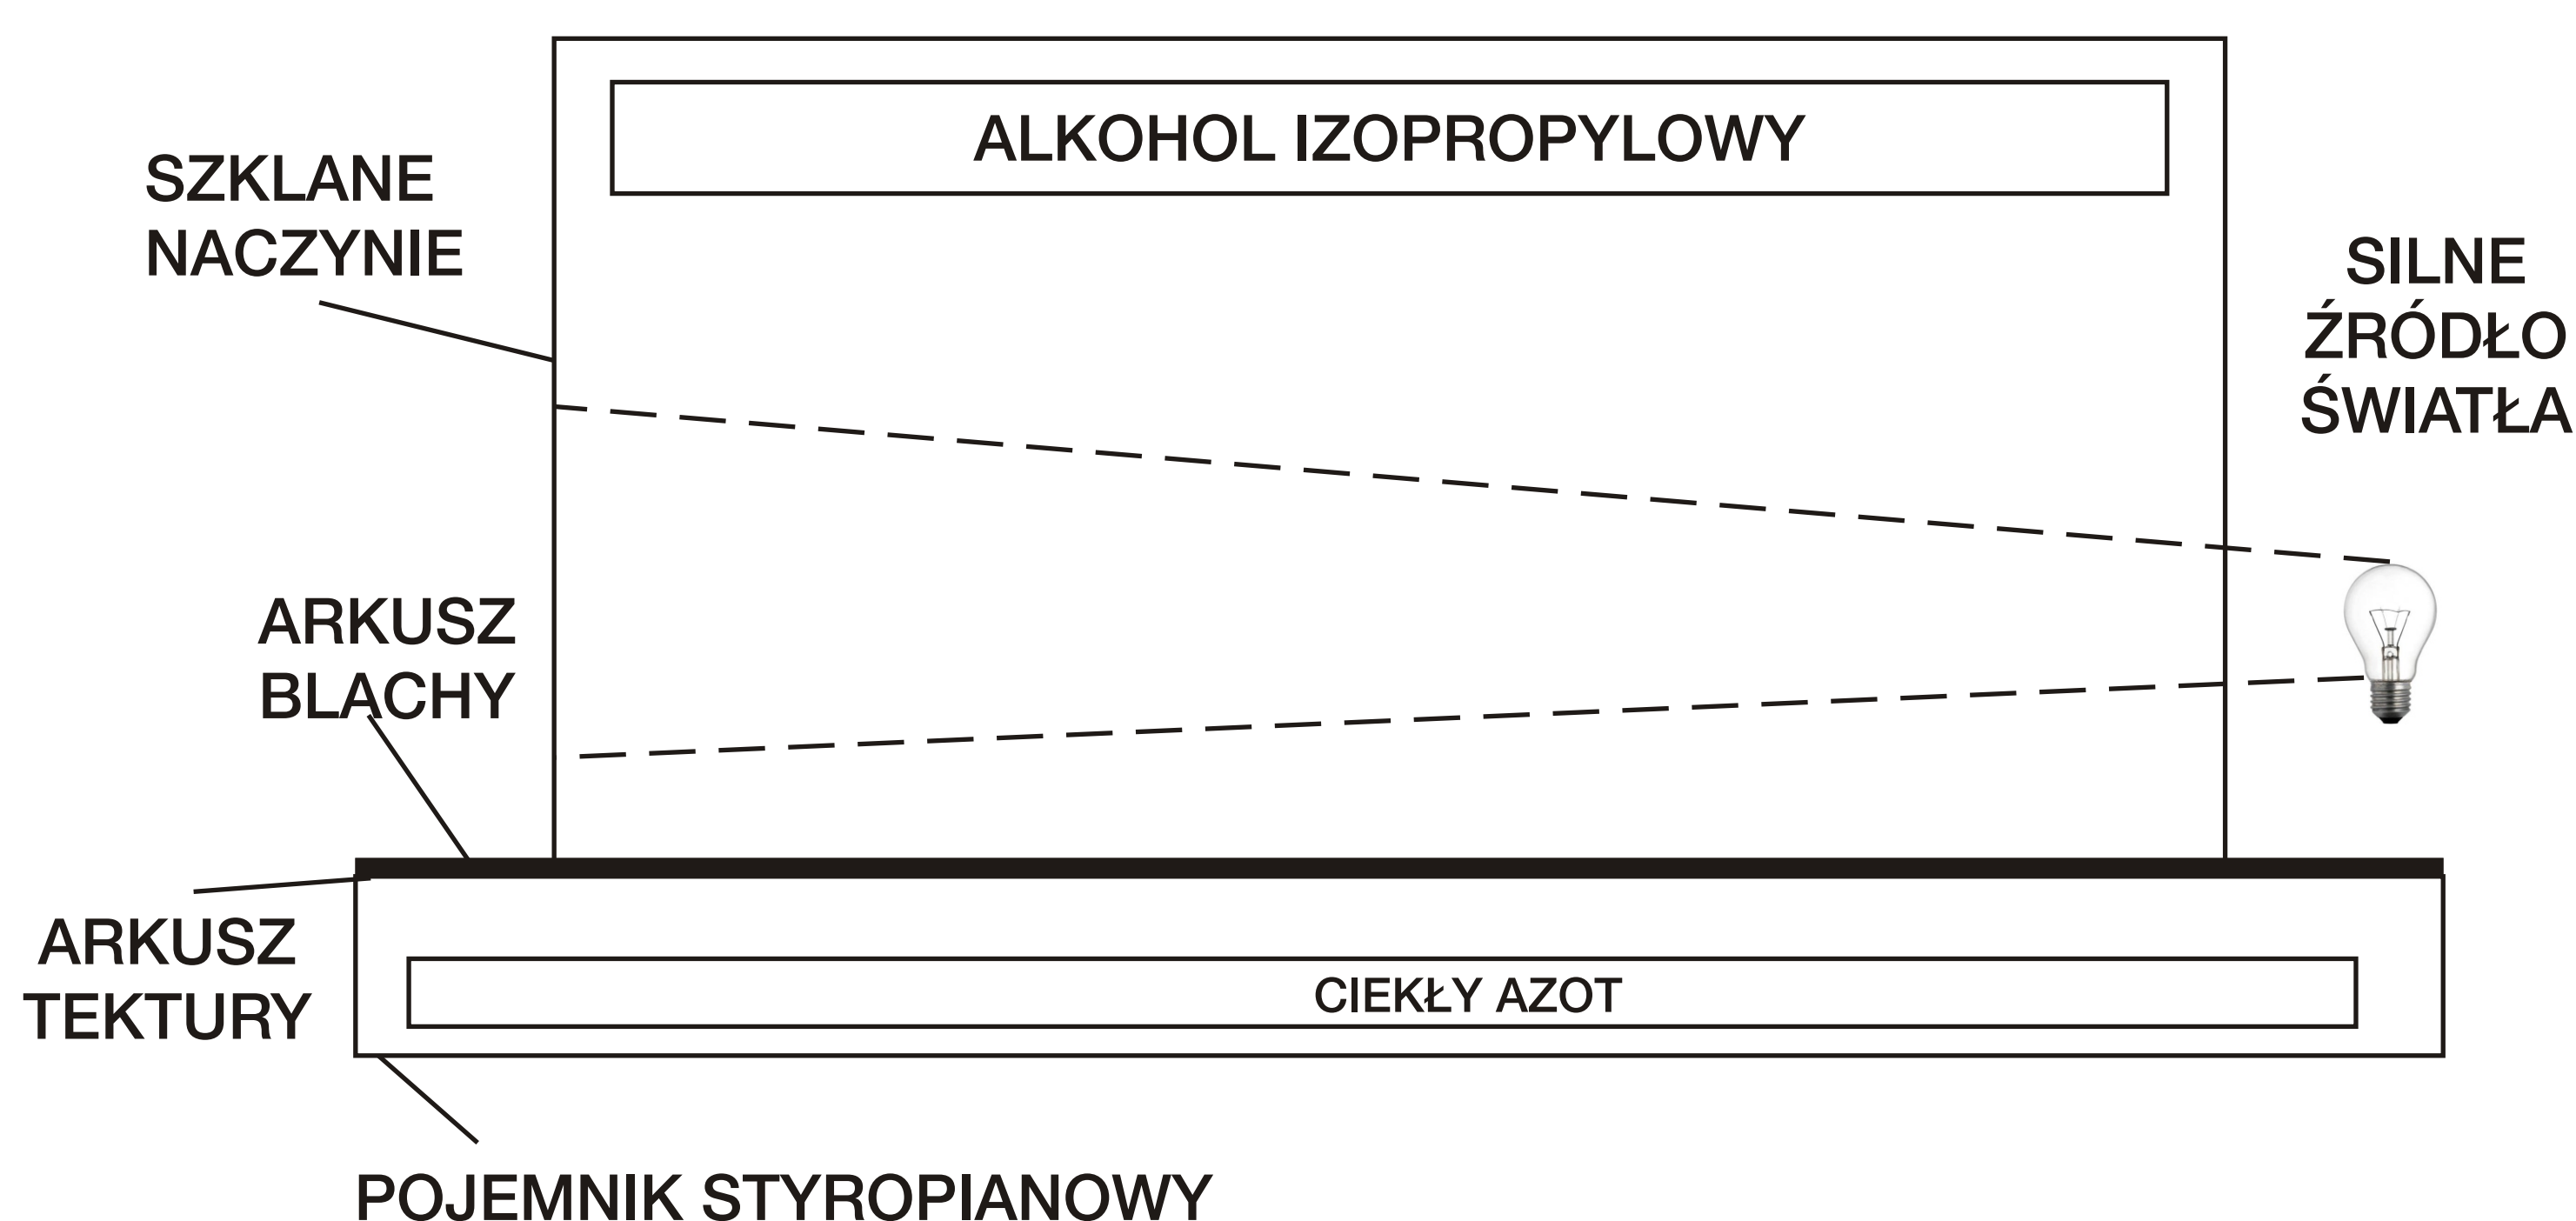 ALKOHOL IZOPROPYLOWY
SZKLANE
NACZYNIE
SILNE
ŹRÓDŁO
ŚWIATŁA
ARKUSZ
BLACHY
ARKUSZ
TEKTURY
CIEKŁY AZOT
POJEMNIK STYROPIANOWY